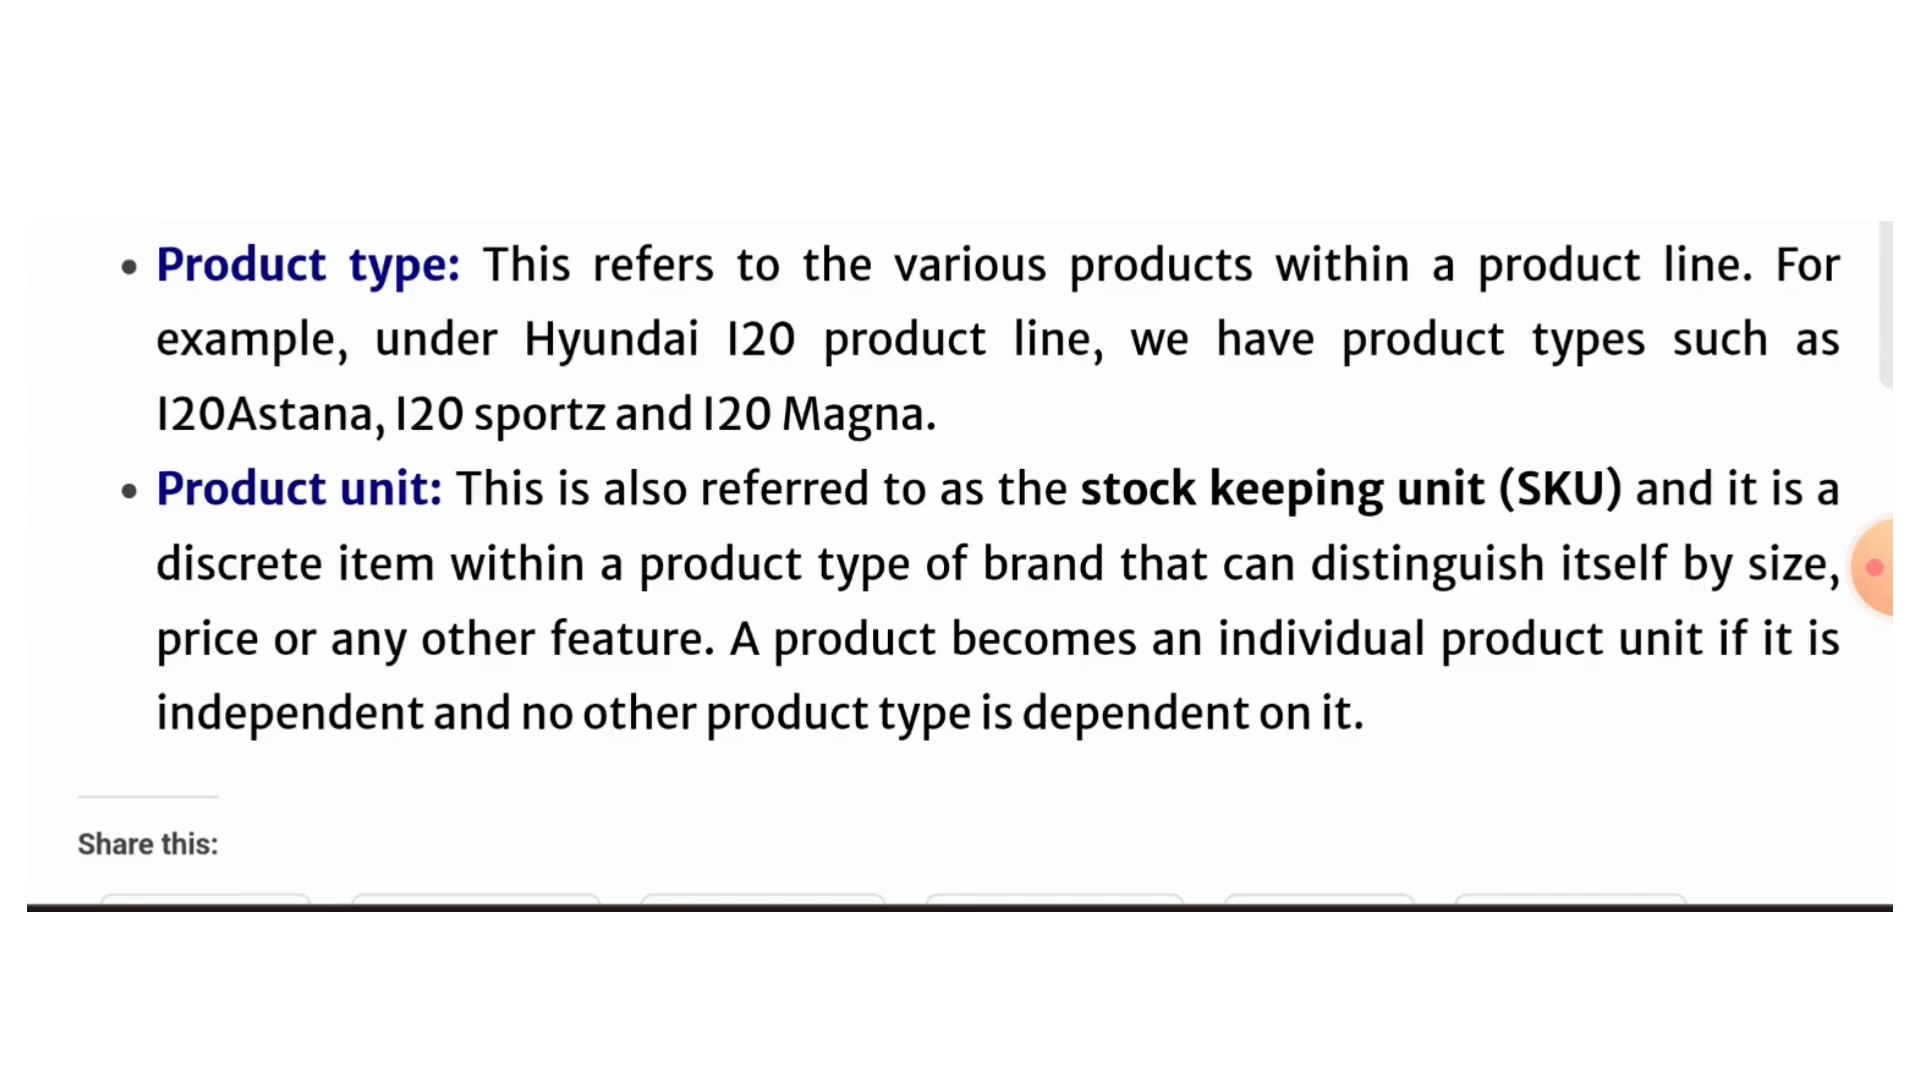 • Product type: This refers to the various products within a product line. For
example, under Hyundai I20 product line, we have product types such as
I20Astana, I20 sportz and I20 Magna.
• Product unit: This is also referred to as the stock keeping unit (SKU) and it is a
discrete item within a product type of brand that can distinguish itself by size,
price or any other feature. A product becomes an individual product unit if it is
independent and no other product type is dependent on it.
Share this: